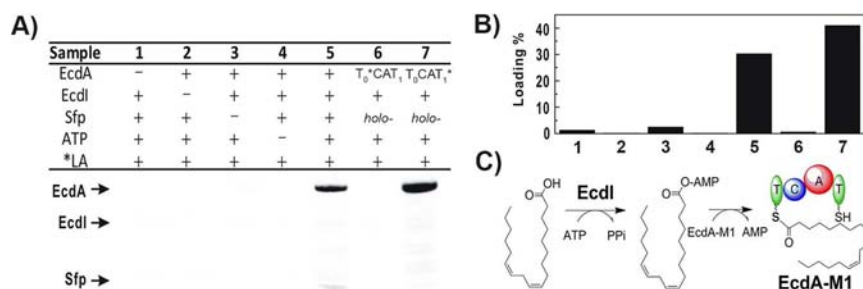 A)
Sample 1 2 3 4 5 6 7
EcdA – + + + + T₀*CAT₁ T₀CAT₁*
EcdI + – + + + + +
Sfp + + – + + holo- holo-
ATP + + + – + + +
*LA + + + + + + +
EcdA
EcdI
Sfp
B)
Loading %
40
30
20
10
0
1 2 3 4 5 6 7
C)
OH
O
EcdI
ATP PPi
O-AMP
O
EcdA-M1 AMP
T C A T
S SH
O
EcdA-M1